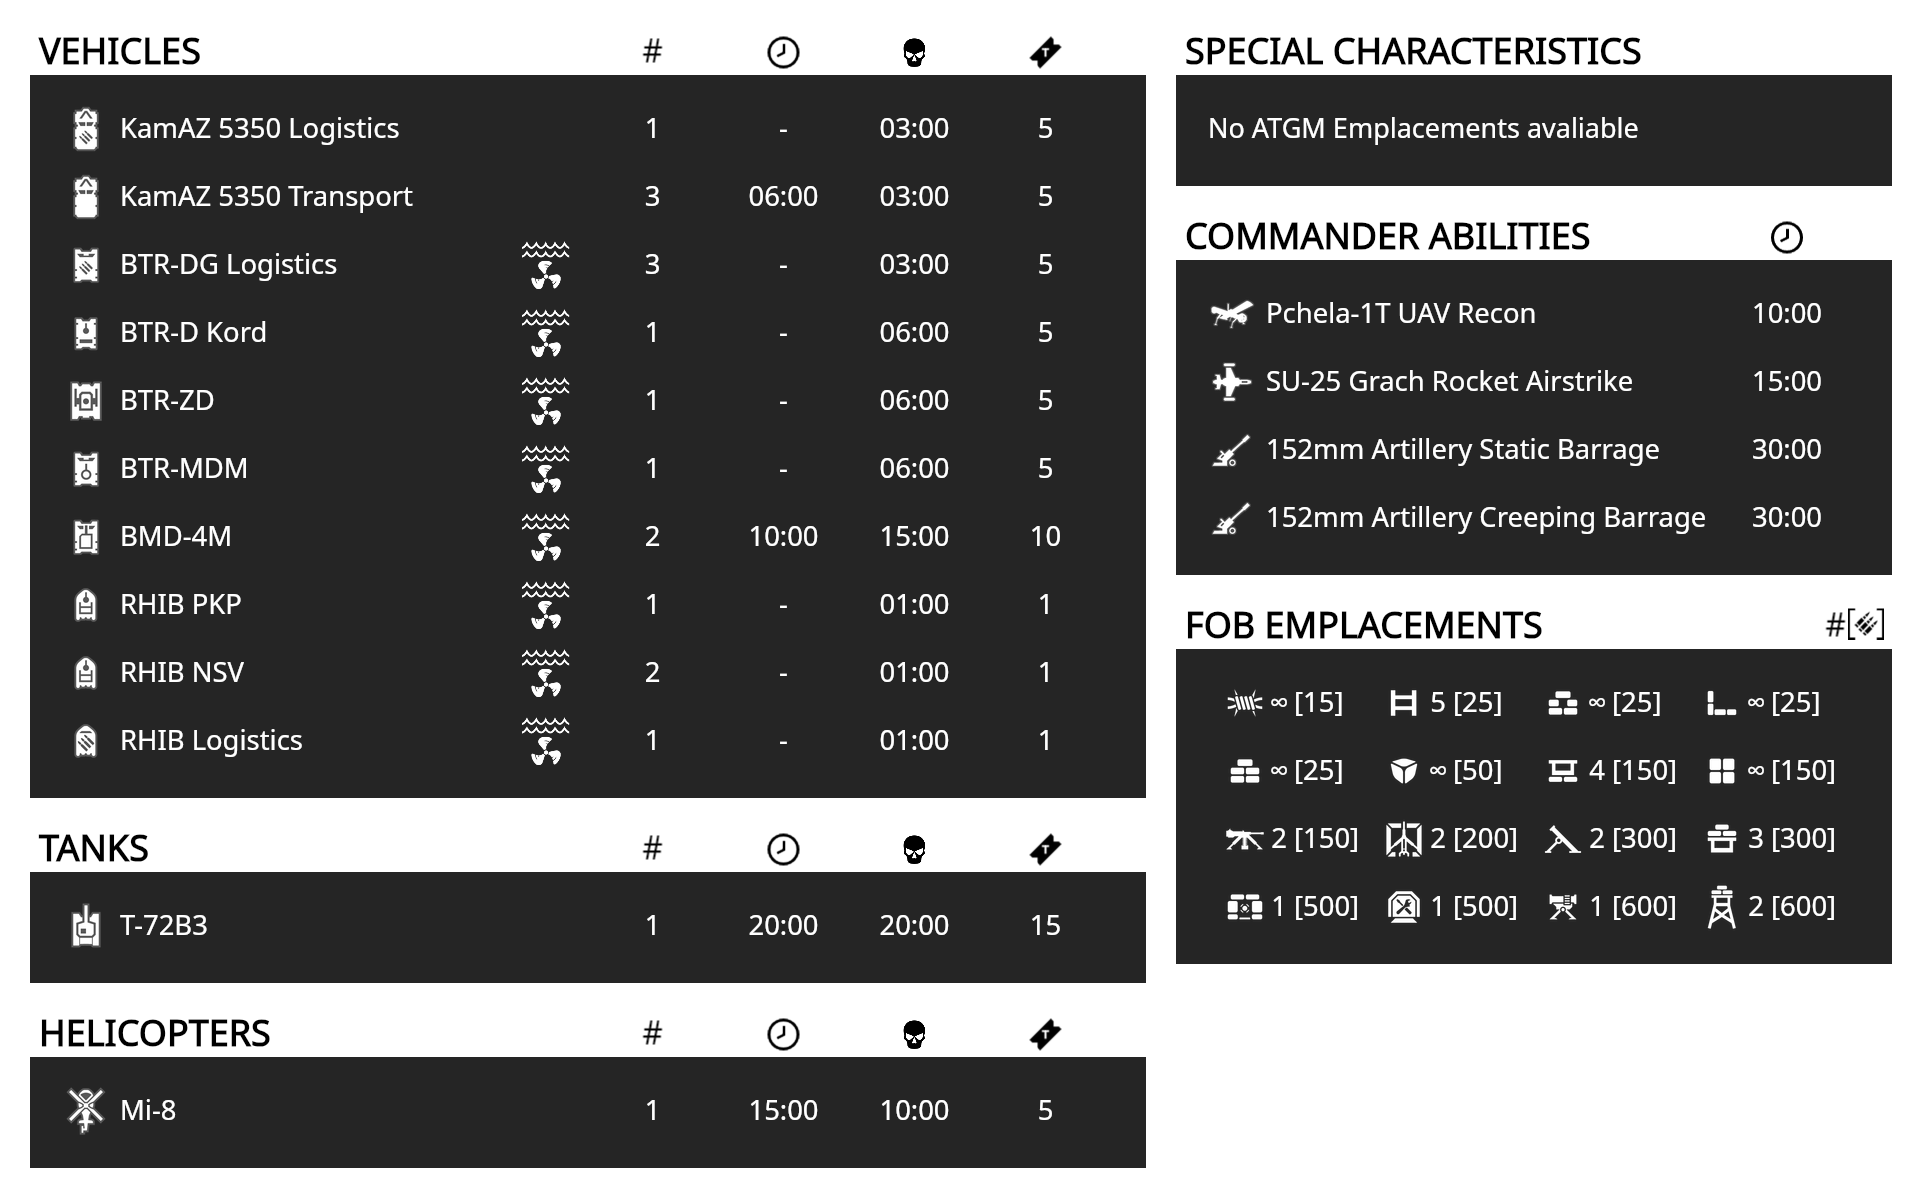 VEHICLES #
KamAZ 5350 Logistics 1 - 03:00 5
KamAZ 5350 Transport 3 06:00 03:00 5
BTR-DG Logistics 3 - 03:00 5
BTR-D Kord 1 - 06:00 5
BTR-ZD 1 - 06:00 5
BTR-MDM 1 - 06:00 5
BMD-4M 2 10:00 15:00 10
RHIB PKP 1 - 01:00 1
RHIB NSV 2 - 01:00 1
RHIB Logistics 1 - 01:00 1
TANKS #
T-72B3 1 20:00 20:00 15
HELICOPTERS #
Mi-8 1 15:00 10:00 5
SPECIAL CHARACTERISTICS
No ATGM Emplacements avaliable
COMMANDER ABILITIES
Pchela-1T UAV Recon 10:00
SU-25 Grach Rocket Airstrike 15:00
152mm Artillery Static Barrage 30:00
152mm Artillery Creeping Barrage 30:00
FOB EMPLACEMENTS #[]
∞ [15] 5 [25] ∞ [25] ∞ [25]
∞ [25] ∞ [50] 4 [150] ∞ [150]
2 [150] 2 [200] 2 [300] 3 [300]
1 [500] 1 [500] 1 [600] 2 [600]